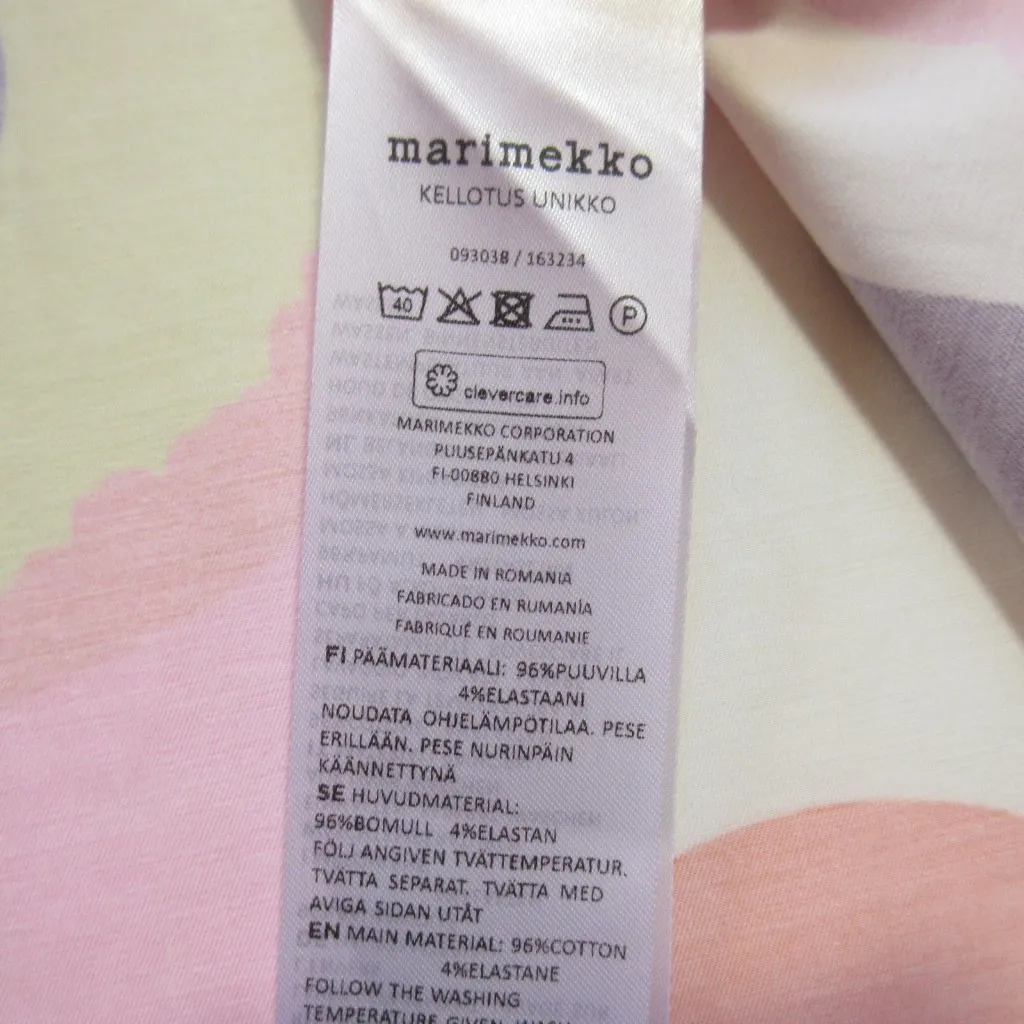 marimekko
KELLOTUS UNIKKO
093038 / 163234
40 P
clevercare.info
MARIMEKKO CORPORATION
PUUSEPÄNKATU 4
FI-00880 HELSINKI
FINLAND
www.marimekko.com
MADE IN ROMANIA
FABRICADO EN RUMANÍA
FABRIQUÉ EN ROUMANIE
FI PÄÄMATERIAALI: 96%PUUVILLA
4%ELASTAANI
NOUDATA OHJELÄMPÖTILAA. PESE
ERILLÄÄN. PESE NURINPÄIN
KÄÄNNETTYNÄ
SE HUVUDMATERIAL:
96%BOMULL 4%ELASTAN
FÖLJ ANGIVEN TVÄTTEMPERATUR.
TVÄTTA SEPARAT. TVÄTTA MED
AVIGA SIDAN UTÅT
EN MAIN MATERIAL: 96%COTTON
4%ELASTANE
FOLLOW THE WASHING
TEMPERATURE GIVEN. WASH